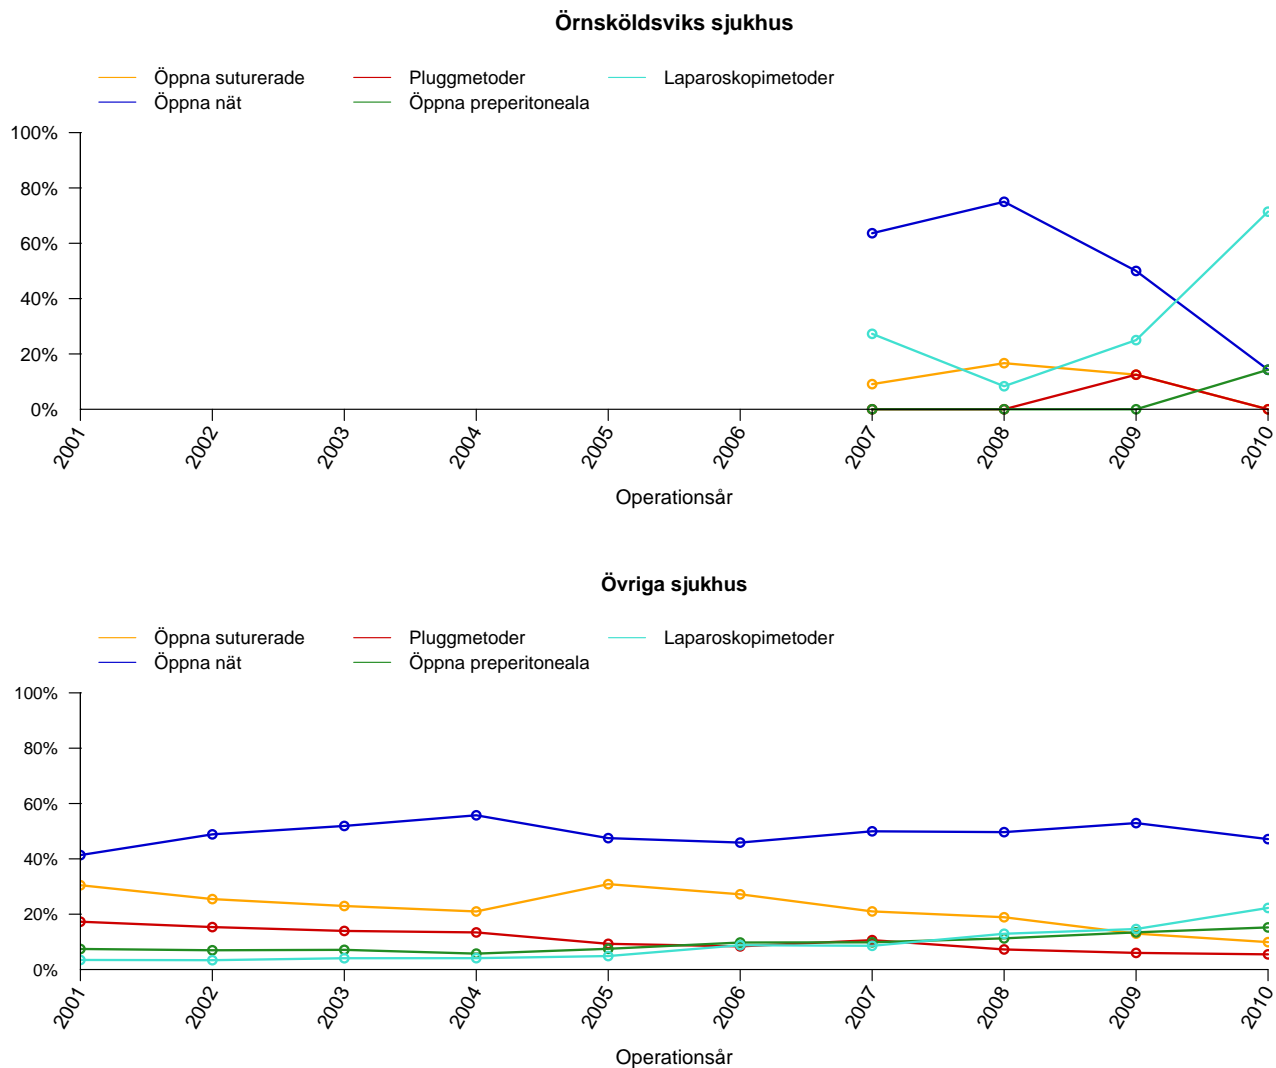 Örnsköldsviks sjukhus
Öppna suturerade Pluggmetoder Laparoskopimetoder
Öppna nät Öppna preperitoneala
100%
80%
60%
40%
20%
0%
2001 2002 2003 2004 2005 2006 2007 2008 2009 2010
Operationsår
Övriga sjukhus
Öppna suturerade Pluggmetoder Laparoskopimetoder
Öppna nät Öppna preperitoneala
100%
80%
60%
40%
20%
0%
2001 2002 2003 2004 2005 2006 2007 2008 2009 2010
Operationsår